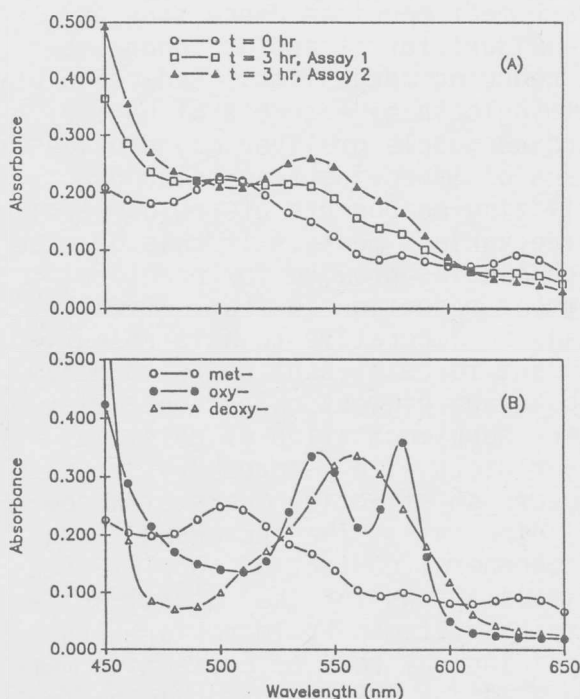 0.500
t = 0 hr
t = 3 hr, Assay 1
t = 3 hr, Assay 2
(A)
0.400
0.300
Absorbance
0.200
0.100
0.000
0.500
met-
oxy-
deoxy-
(B)
0.400
0.300
Absorbance
0.200
0.100
0.000
450
500
550
600
650
Wavelength (nm)